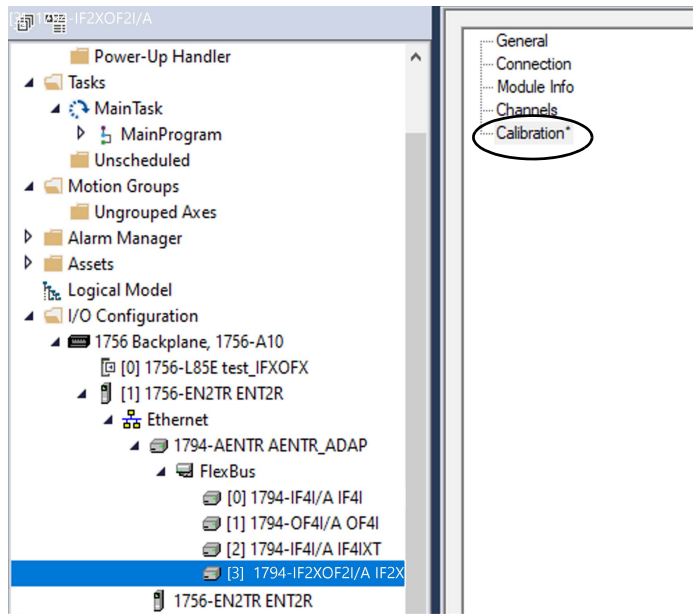 -IF2XOF2I/A
Power-Up Handler
Tasks
MainTask
MainProgram
Unscheduled
Motion Groups
Ungrouped Axes
Alarm Manager
Assets
Logical Model
I/O Configuration
1756 Backplane, 1756-A10
[0] 1756-L85E test_IFXOFX
[1] 1756-EN2TR ENT2R
Ethernet
1794-AENTR AENTR_ADAP
FlexBus
[0] 1794-IF4I/A IF4I
[1] 1794-OF4I/A OF4I
[2] 1794-IF4I/A IF4IXT
[3] 1794-IF2XOF2I/A IF2X
1756-EN2TR ENT2R
General
Connection
Module Info
Channels
Calibration*